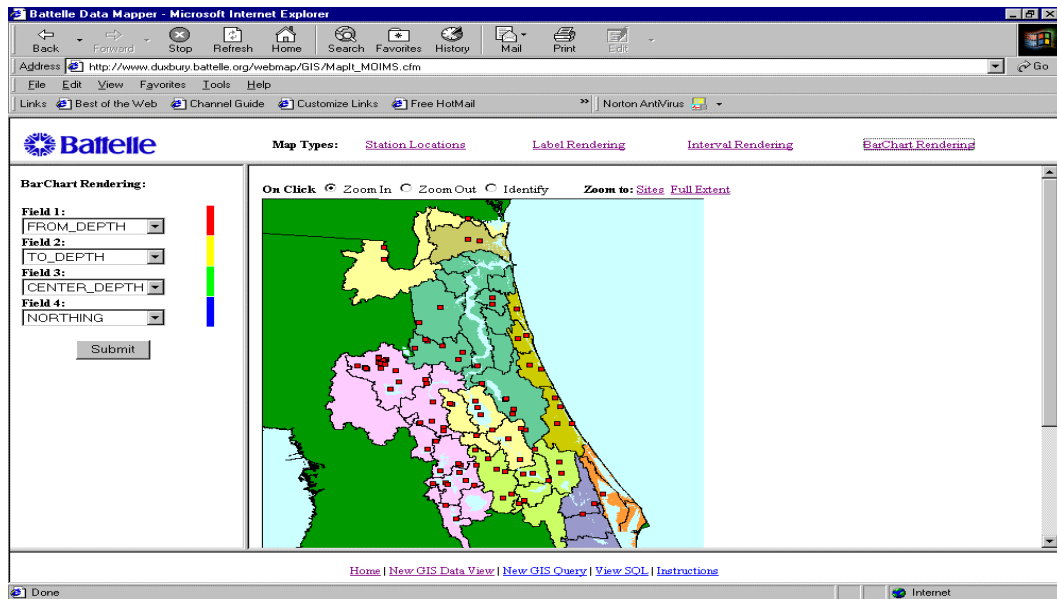 Battelle Data Mapper - Microsoft Internet Explorer
Back Forward Stop Refresh Home Search Favorites History Mail Print Edit
Address http://www.duxbury.battelle.org/webmap/GIS/MapIt_MOIMS.cfm Go
File Edit View Favorites Tools Help
Links Best of the Web Channel Guide Customize Links Free HotMail » Norton AntiVirus
Battelle
Map Types: Station Locations Label Rendering Interval Rendering BarChart Rendering
BarChart Rendering:
On Click Zoom In Zoom Out Identify Zoom to: Sites Full Extent
Field 1:
FROM_DEPTH
Field 2:
TO_DEPTH
Field 3:
CENTER_DEPTH
Field 4:
NORTHING
Submit
Home | New GIS Data View | New GIS Query | View SQL | Instructions
Done Internet